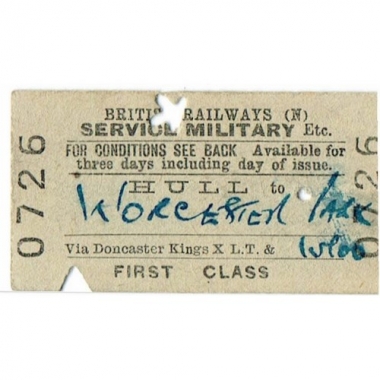 BRITISH RAILWAYS (N)
SERVICE MILITARY Etc.
FOR CONDITIONS SEE BACK Available for
three days including day of issue.
HULL to
WORCESTER PARK
Via Doncaster Kings X L.T. &
FIRST CLASS
0726
0726